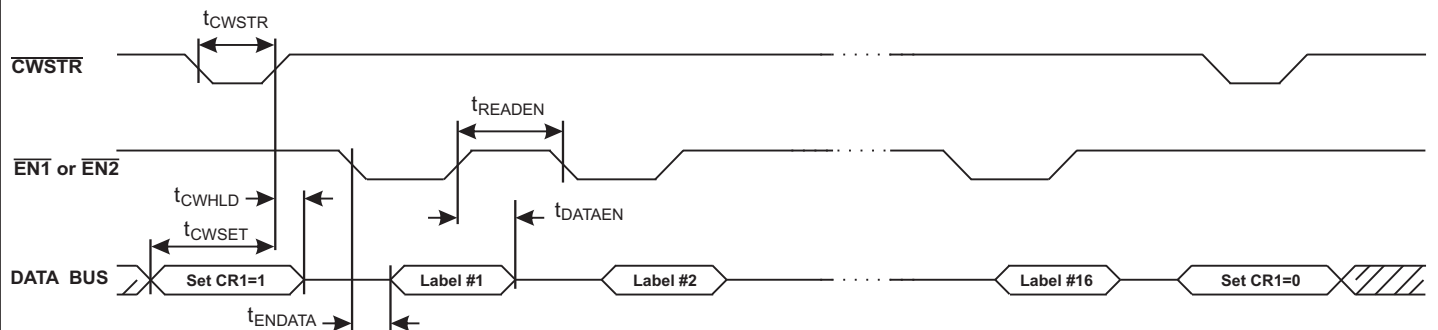 tCWSTR
CWSTR
tREADEN
EN1 or EN2
tCWHLD
tDATAEN
tCWSET
DATA BUS
Set CR1=1
Label #1
Label #2
Label #16
Set CR1=0
tENDATA